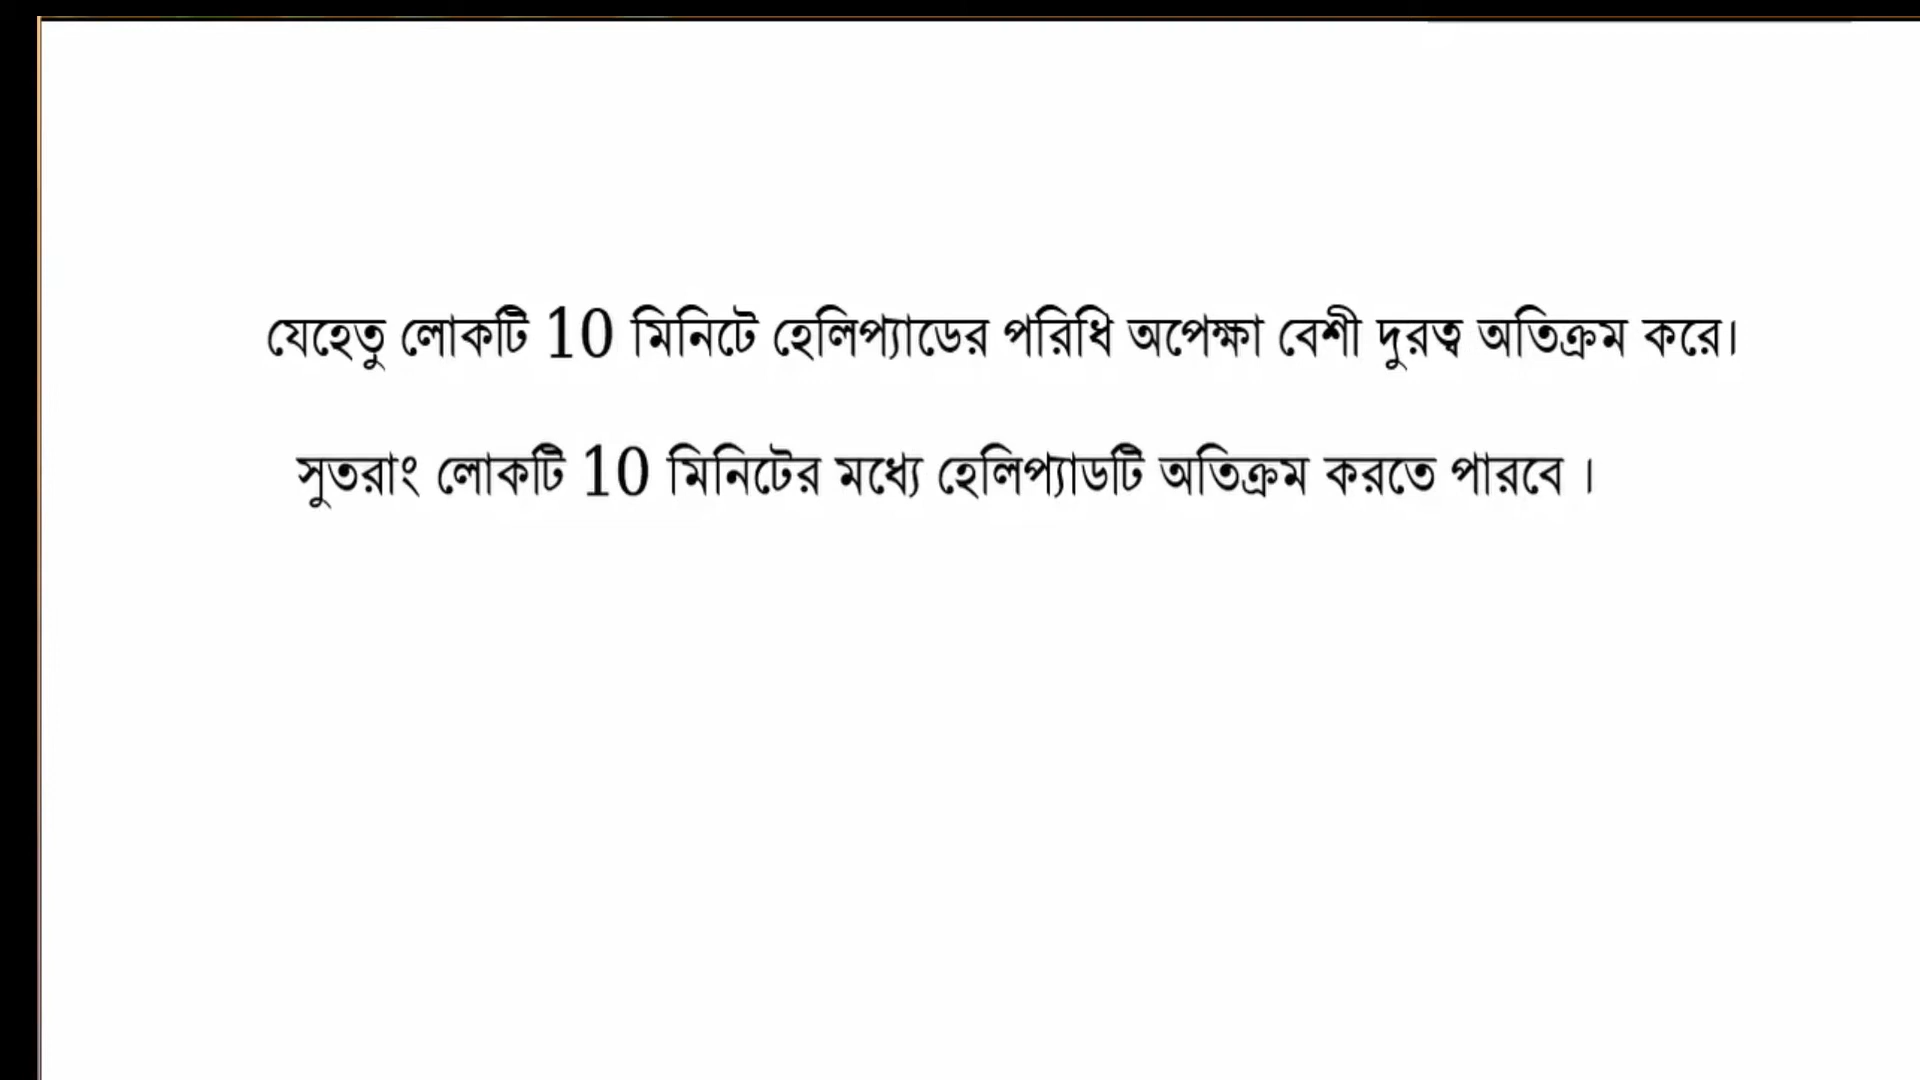 যেহেতু লোকটি 10 মিনিটে হেলিপ্যাডের পরিধি অপেক্ষা বেশী দুরত্ব অতিক্রম করে।
সুতরাং লোকটি 10 মিনিটের মধ্যে হেলিপ্যাডটি অতিক্রম করতে পারবে ।